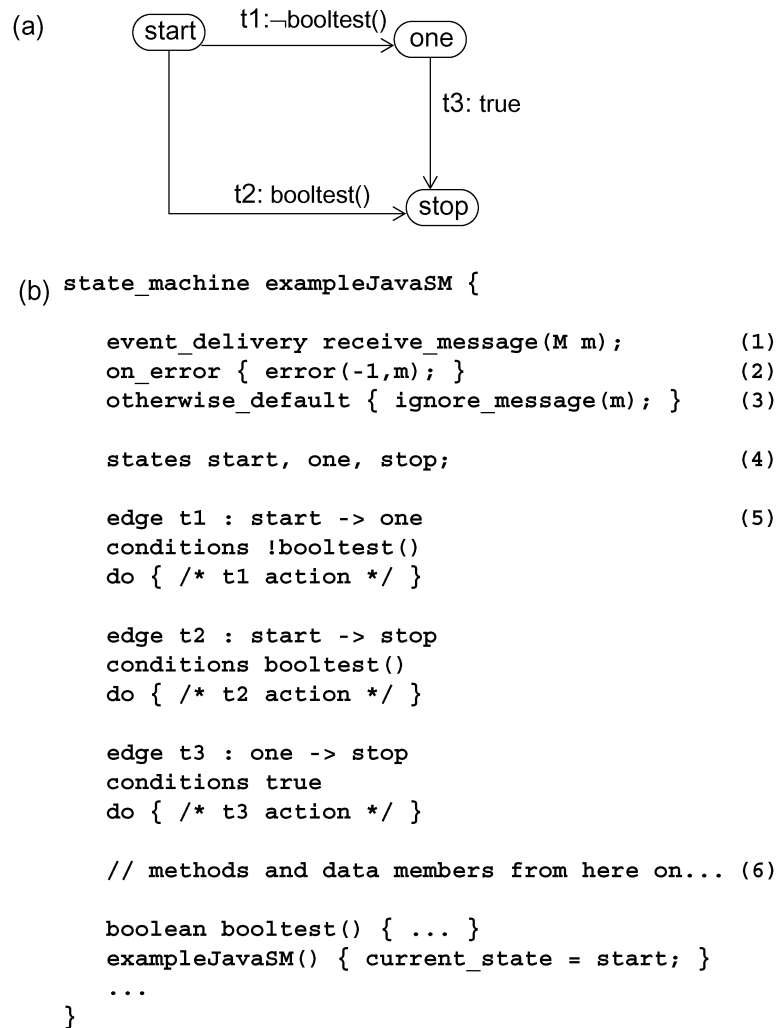 (a)
start
t1:¬booltest()
one
t3: true
t2: booltest()
stop
(b) state_machine exampleJavaSM {
event_delivery receive_message(M m); (1)
on_error { error(-1,m); } (2)
otherwise_default { ignore_message(m); } (3)
states start, one, stop; (4)
edge t1 : start -> one (5)
conditions !booltest()
do { /* t1 action */ }
edge t2 : start -> stop
conditions booltest()
do { /* t2 action */ }
edge t3 : one -> stop
conditions true
do { /* t3 action */ }
// methods and data members from here on... (6)
boolean booltest() { ... }
exampleJavaSM() { current_state = start; }
...
}